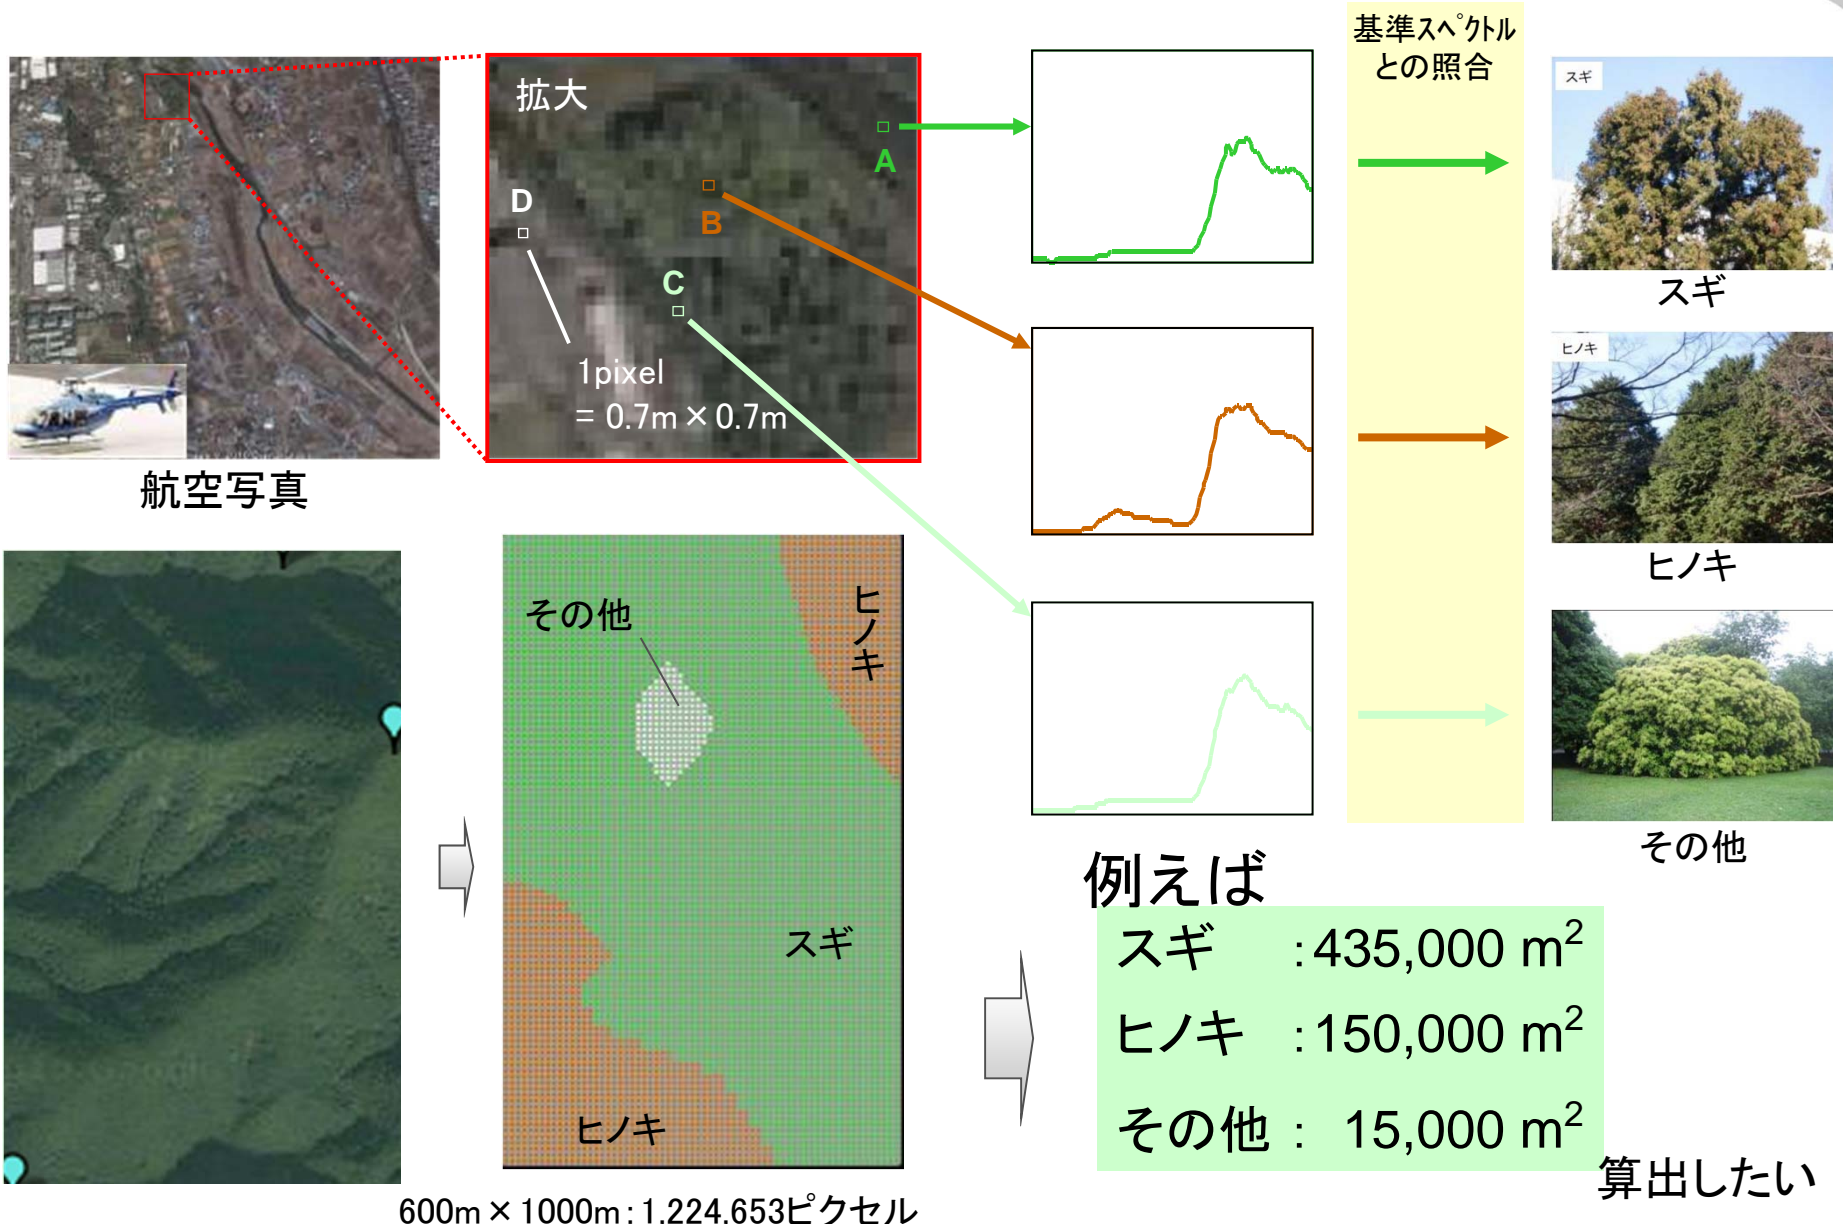 拡大
A
B
C
D
1pixel
= 0.7m×0.7m
航空写真
基準スペクトル
との照合
スギ
スギ
ヒノキ
ヒノキ
その他
その他
ヒノキ
スギ
ヒノキ
600m×1000m:1,224,653ピクセル
例えば
スギ :435,000 m²
ヒノキ :150,000 m²
その他 : 15,000 m²
算出したい